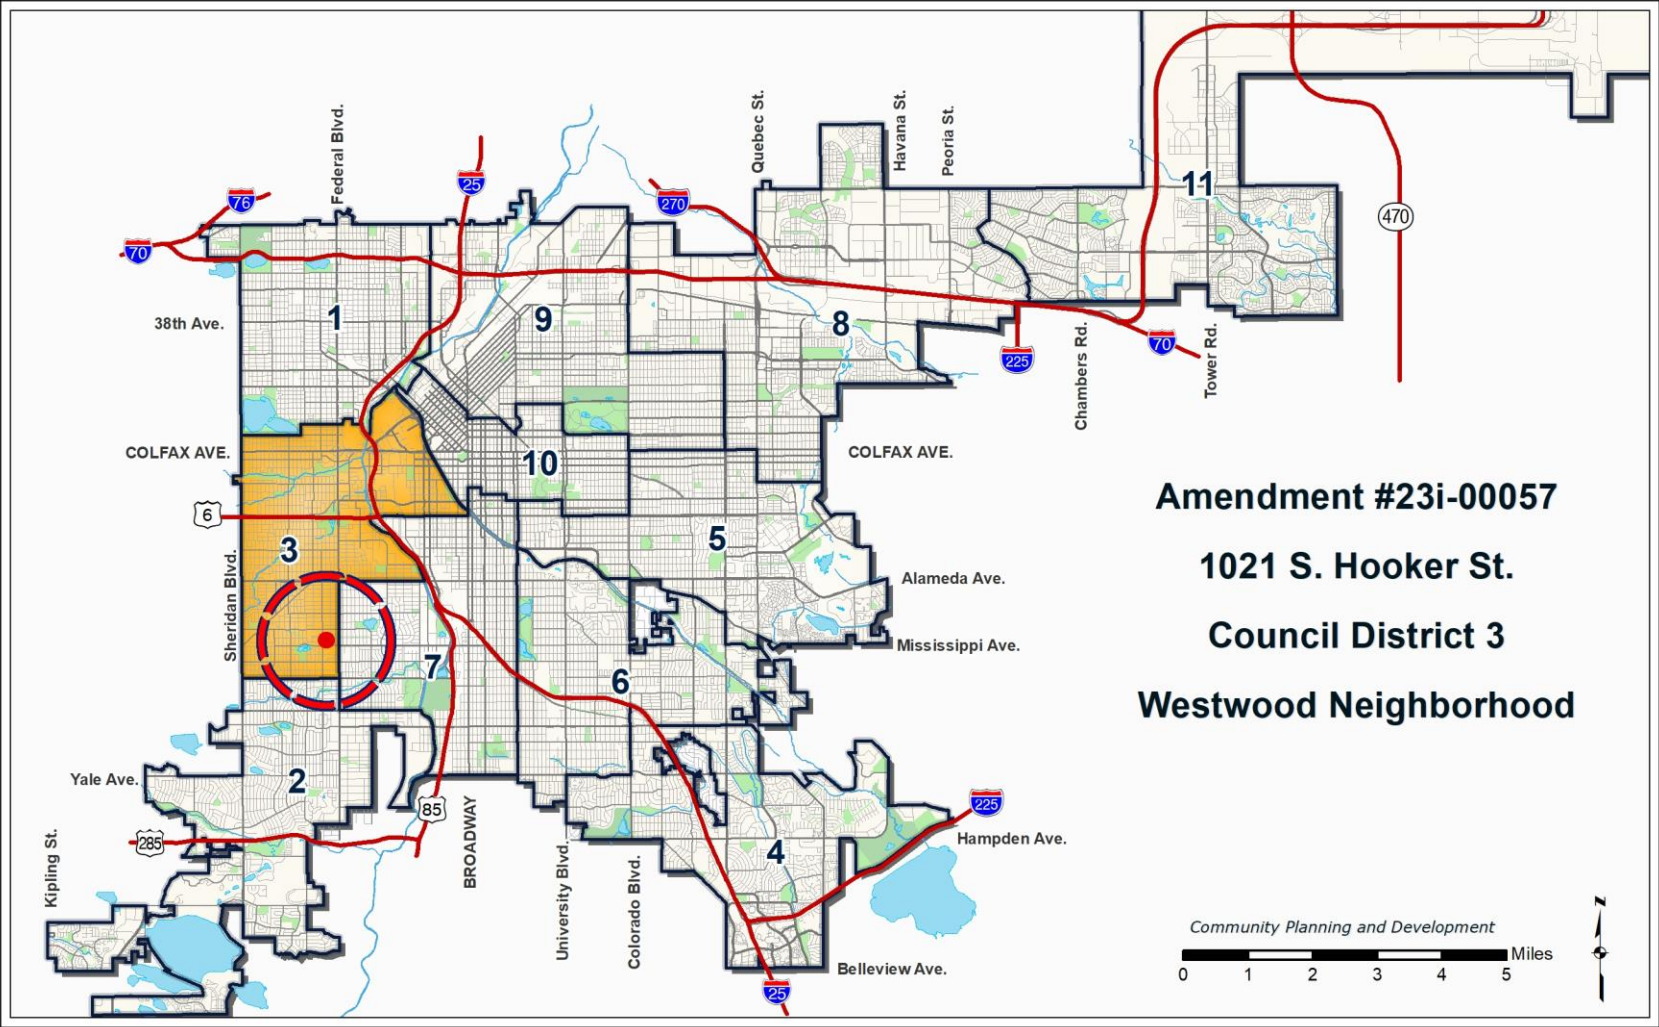 Federal Blvd.
Quebec St.
Havana St.
Peoria St.
76
25
270
11
70
470
38th Ave.
1
9
8
225
70
Chambers Rd.
Tower Rd.
COLFAX AVE.
10
COLFAX AVE.
6
3
5
Sheridan Blvd.
Alameda Ave.
Mississippi Ave.
7
6
Amendment #23i-00057
1021 S. Hooker St.
Council District 3
Westwood Neighborhood
Yale Ave.
2
85
225
285
BROADWAY
4
Hampden Ave.
Kipling St.
University Blvd.
Colorado Blvd.
Belleview Ave.
25
Community Planning and Development
Miles
0 1 2 3 4 5
Z